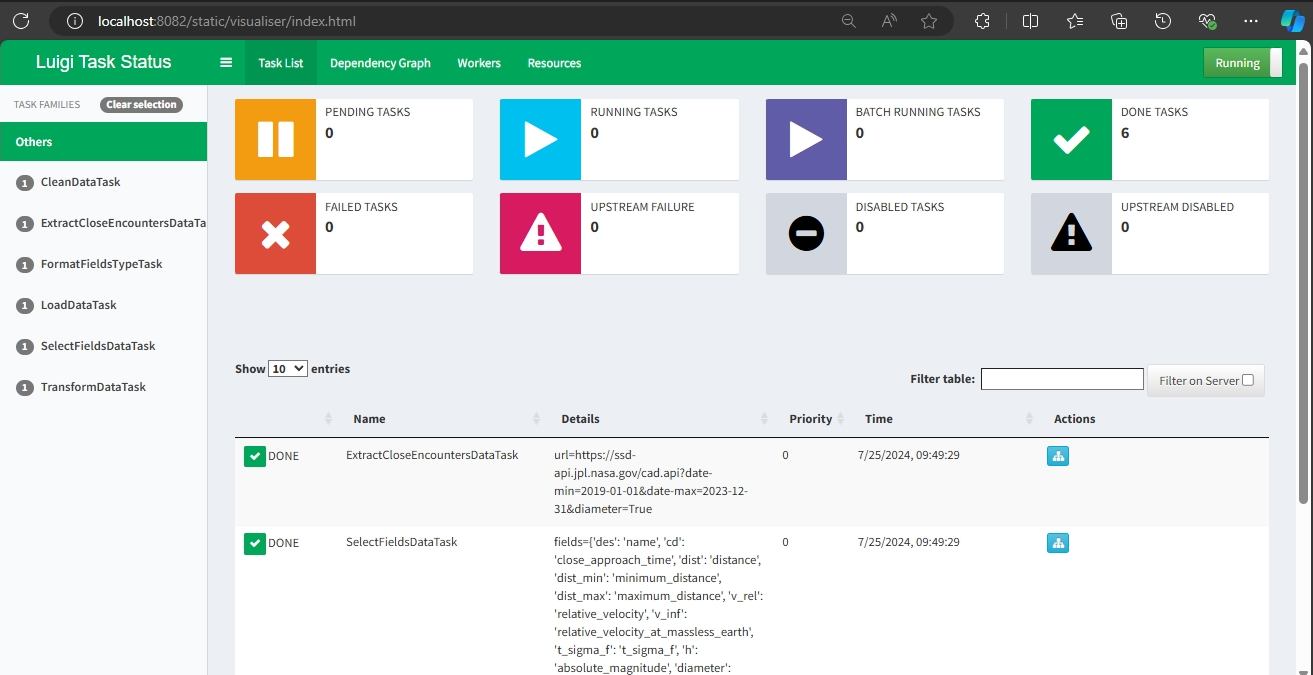 localhost:8082/static/visualiser/index.html
Luigi Task Status
Task List
Dependency Graph
Workers
Resources
Running
TASK FAMILIES
Clear selection
Others
1 CleanDataTask
1 ExtractCloseEncountersDataTa
1 FormatFieldsTypeTask
1 LoadDataTask
1 SelectFieldsDataTask
1 TransformDataTask
PENDING TASKS
0
RUNNING TASKS
0
BATCH RUNNING TASKS
0
DONE TASKS
6
FAILED TASKS
0
UPSTREAM FAILURE
0
DISABLED TASKS
0
UPSTREAM DISABLED
0
Show 10 entries
Filter table:
Filter on Server
Name Details Priority Time Actions
DONE ExtractCloseEncountersDataTask url=https://ssd- 0 7/25/2024, 09:49:29
api.jpl.nasa.gov/cad.api?date-
min=2019-01-01&date-max=2023-12-
31&diameter=True
DONE SelectFieldsDataTask fields={'des': 'name', 'cd': 0 7/25/2024, 09:49:29
'close_approach_time', 'dist': 'distance',
'dist_min': 'minimum_distance',
'dist_max': 'maximum_distance', 'v_rel':
'relative_velocity', 'v_inf':
'relative_velocity_at_massless_earth',
't_sigma_f': 't_sigma_f', 'h':
'absolute_magnitude', 'diameter':